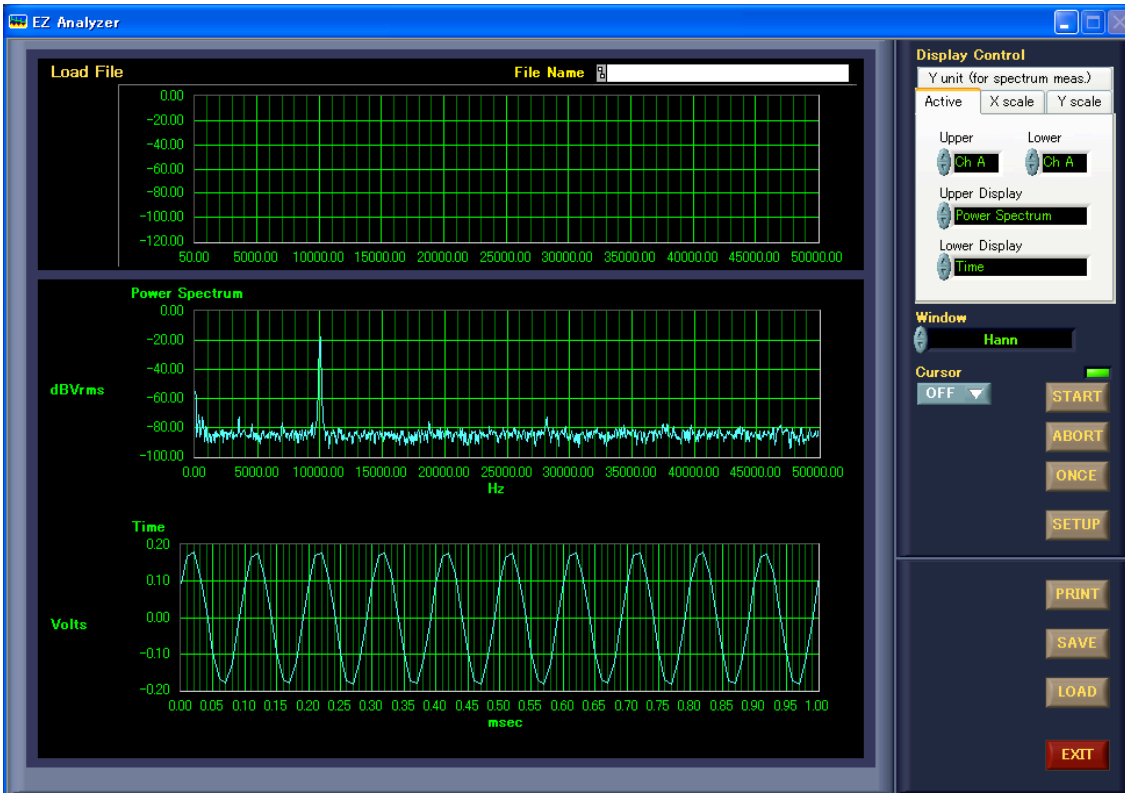 EZ Analyzer
Load File
File Name
0.00
-20.00
-40.00
-60.00
-80.00
-100.00
-120.00
50.00 5000.00 10000.00 15000.00 20000.00 25000.00 30000.00 35000.00 40000.00 45000.00 50000.00
Power Spectrum
0.00
-20.00
-40.00
dBVrms
-60.00
-80.00
-100.00
0.00 5000.00 10000.00 15000.00 20000.00 25000.00 30000.00 35000.00 40000.00 45000.00 50000.00
Hz
Time
0.20
0.10
0.00
Volts
-0.10
-0.20
0.00 0.05 0.10 0.15 0.20 0.25 0.30 0.35 0.40 0.45 0.50 0.55 0.60 0.65 0.70 0.75 0.80 0.85 0.90 0.95 1.00
msec
Display Control
Y unit (for spectrum meas.)
Active X scale Y scale
Upper Lower
Ch A Ch A
Upper Display
Power Spectrum
Lower Display
Time
Window
Hann
Cursor
OFF
START
ABORT
ONCE
SETUP
PRINT
SAVE
LOAD
EXIT